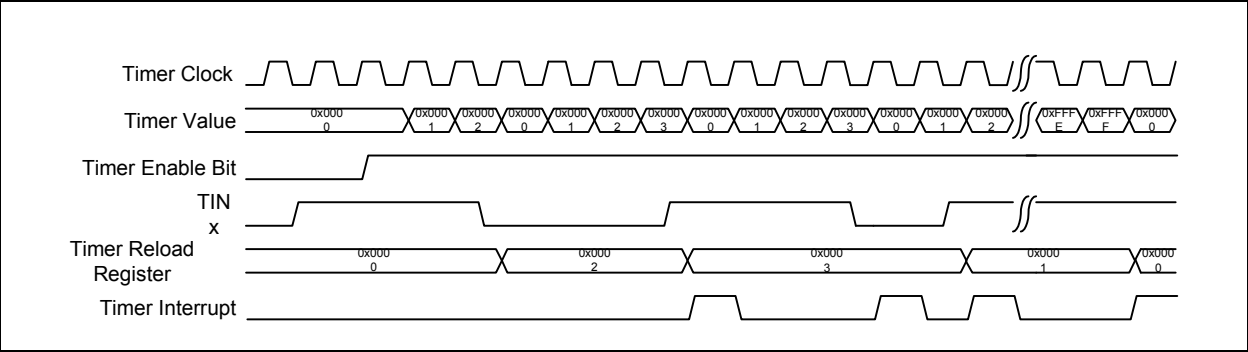 Timer Clock
Timer Value 0x000 0x000 0x000 0x000 0x000 0x000 0x000 0x000 0x000 0x000 0x000 0x000 0x000 0x000 0xFFF 0xFFF 0x000
0 1 2 0 1 2 3 0 1 2 3 0 1 2 E F 0
Timer Enable Bit
TIN
x
Timer Reload 0x000 0x000 0x000 0x000 0x000
Register 0 2 3 1 0
Timer Interrupt